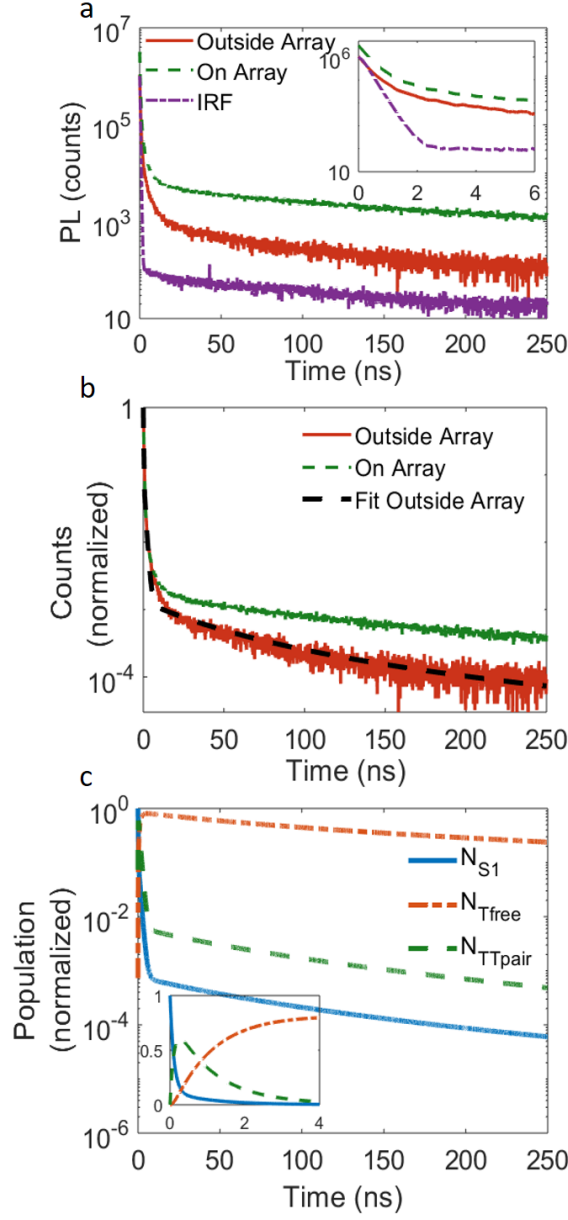 a
10^7
10^5
10^3
10
PL (counts)
Outside Array
On Array
IRF
10^6
10
0 2 4 6
0 50 100 150 200 250
Time (ns)
b
1
10^-4
Counts
(normalized)
Outside Array
On Array
Fit Outside Array
0 50 100 150 200 250
Time (ns)
c
10^0
10^-2
10^-4
10^-6
Population
(normalized)
N_S1
N_Tfree
N_TTpair
1
0.5
0
0 2 4
0 50 100 150 200 250
Time (ns)